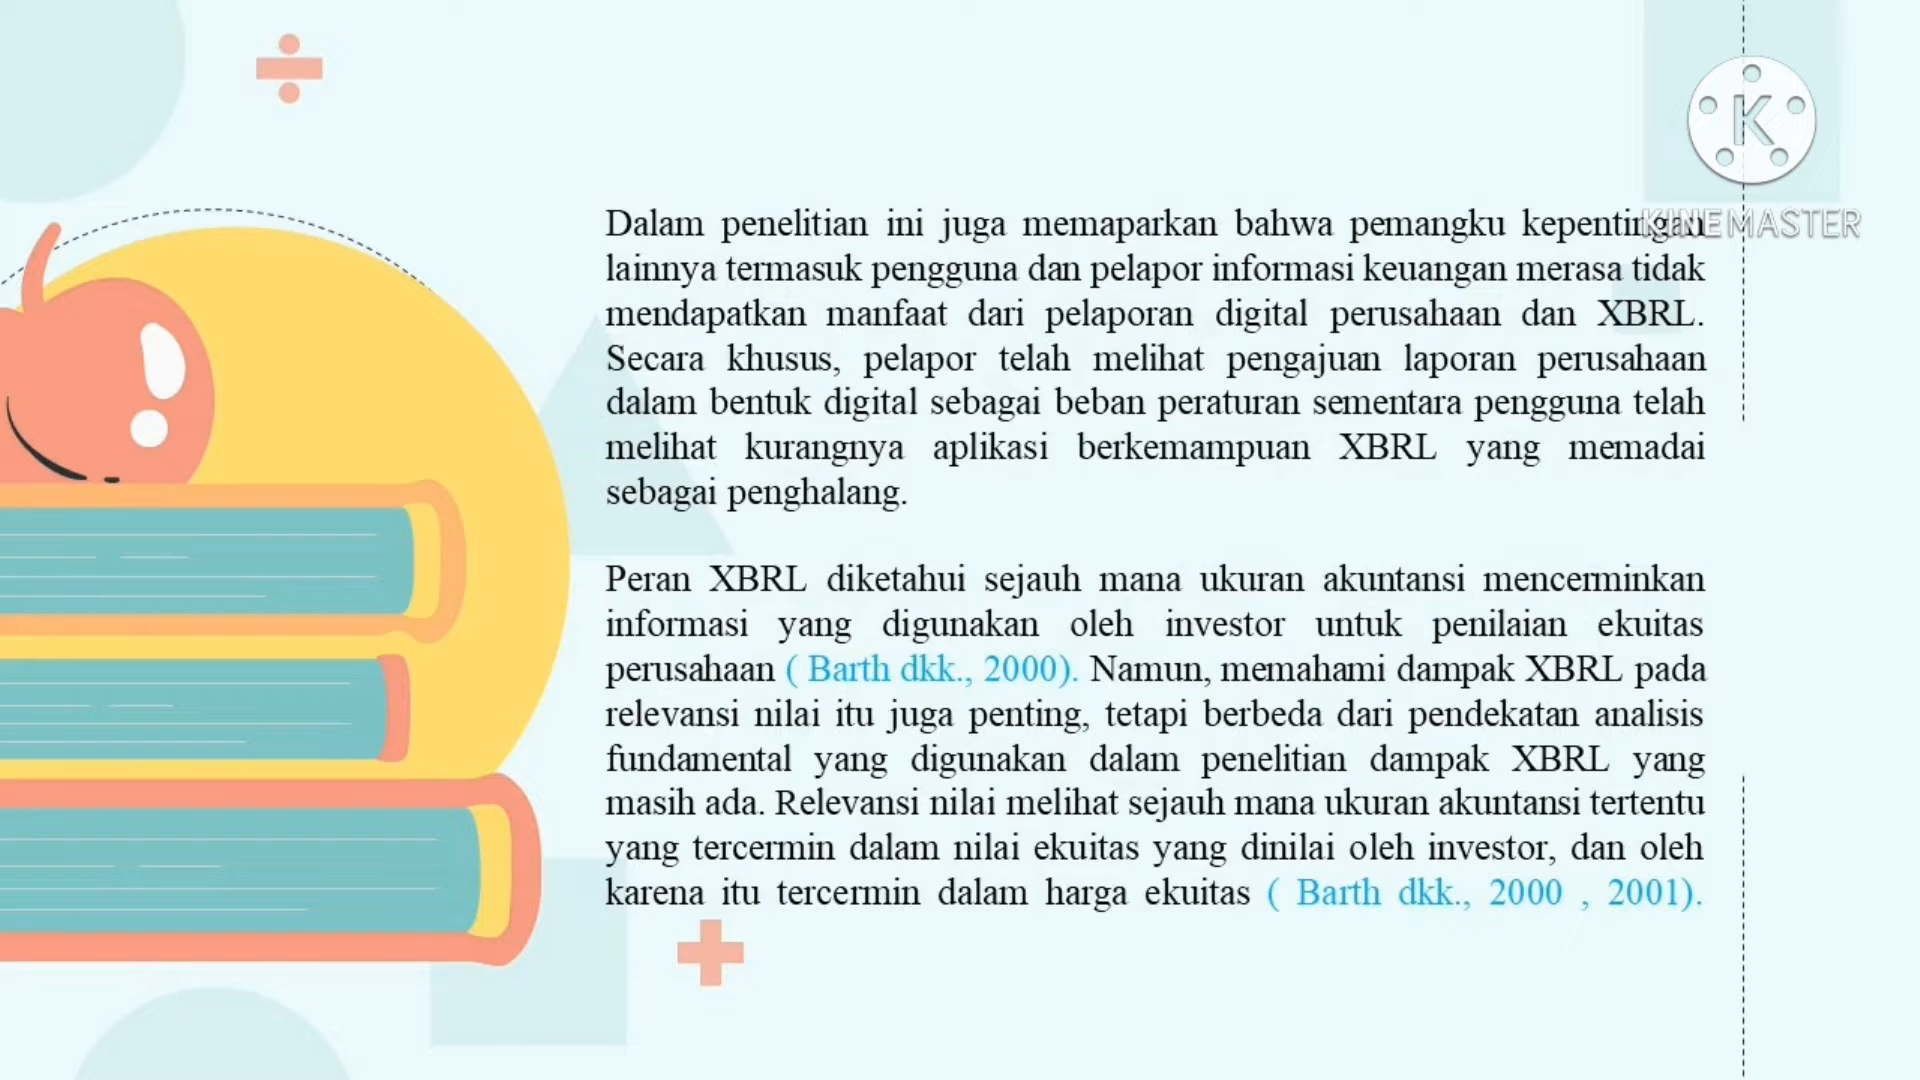 K
KINEMASTER
Dalam penelitian ini juga memaparkan bahwa pemangku kepentingan
lainnya termasuk pengguna dan pelapor informasi keuangan merasa tidak
mendapatkan manfaat dari pelaporan digital perusahaan dan XBRL.
Secara khusus, pelapor telah melihat pengajuan laporan perusahaan
dalam bentuk digital sebagai beban peraturan sementara pengguna telah
melihat kurangnya aplikasi berkemampuan XBRL yang memadai
sebagai penghalang.
Peran XBRL diketahui sejauh mana ukuran akuntansi mencerminkan
informasi yang digunakan oleh investor untuk penilaian ekuitas
perusahaan ( Barth dkk., 2000). Namun, memahami dampak XBRL pada
relevansi nilai itu juga penting, tetapi berbeda dari pendekatan analisis
fundamental yang digunakan dalam penelitian dampak XBRL yang
masih ada. Relevansi nilai melihat sejauh mana ukuran akuntansi tertentu
yang tercermin dalam nilai ekuitas yang dinilai oleh investor, dan oleh
karena itu tercermin dalam harga ekuitas ( Barth dkk., 2000 , 2001).